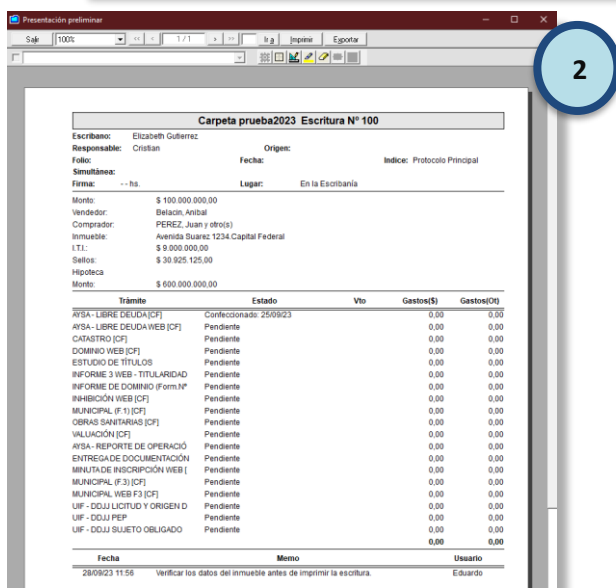 Presentación preliminar
Salir 100% 1 / 1 Ir a Imprimir Exportar
2
Carpeta prueba2023 Escritura Nº 100
Escribano: Elizabeth Gutierrez
Responsable: Cristian Origen:
Folio: Fecha: Indice: Protocolo Principal
Simultánea:
Firma: - - hs. Lugar: En la Escribanía
Monto: $ 100.000.000,00
Vendedor: Belacin, Anibal
Comprador: PEREZ, Juan y otro(s)
Inmueble: Avenida Suarez 1234.Capital Federal
I.T.I.: $ 9.000.000,00
Sellos: $ 30.925.125,00
Hipoteca
Monto: $ 600.000.000,00
Trámite Estado Vto Gastos($) Gastos(Ot)
AYSA - LIBRE DEUDA [CF] Confeccionado: 25/09/23 0,00 0,00
AYSA - LIBRE DEUDA WEB [CF] Pendiente 0,00 0,00
CATASTRO [CF] Pendiente 0,00 0,00
DOMINIO WEB [CF] Pendiente 0,00 0,00
ESTUDIO DE TÍTULOS Pendiente 0,00 0,00
INFORME 3 WEB - TITULARIDAD Pendiente 0,00 0,00
INFORME DE DOMINIO (Form.Nº Pendiente 0,00 0,00
INHIBICIÓN WEB [CF] Pendiente 0,00 0,00
MUNICIPAL (F.1) [CF] Pendiente 0,00 0,00
OBRAS SANITARIAS [CF] Pendiente 0,00 0,00
VALUACIÓN [CF] Pendiente 0,00 0,00
AYSA - REPORTE DE OPERACIÓ Pendiente 0,00 0,00
ENTREGA DE DOCUMENTACIÓN Pendiente 0,00 0,00
MINUTA DE INSCRIPCIÓN WEB [ Pendiente 0,00 0,00
MUNICIPAL (F.3) [CF] Pendiente 0,00 0,00
MUNICIPAL WEB F3 [CF] Pendiente 0,00 0,00
UIF - DDJJ LICITUD Y ORIGEN D Pendiente 0,00 0,00
UIF - DDJJ PEP Pendiente 0,00 0,00
UIF - DDJJ SUJETO OBLIGADO Pendiente 0,00 0,00
0,00 0,00
Fecha Memo Usuario
28/09/23 11:56 Verificar los datos del inmueble antes de imprimir la escritura. Eduardo